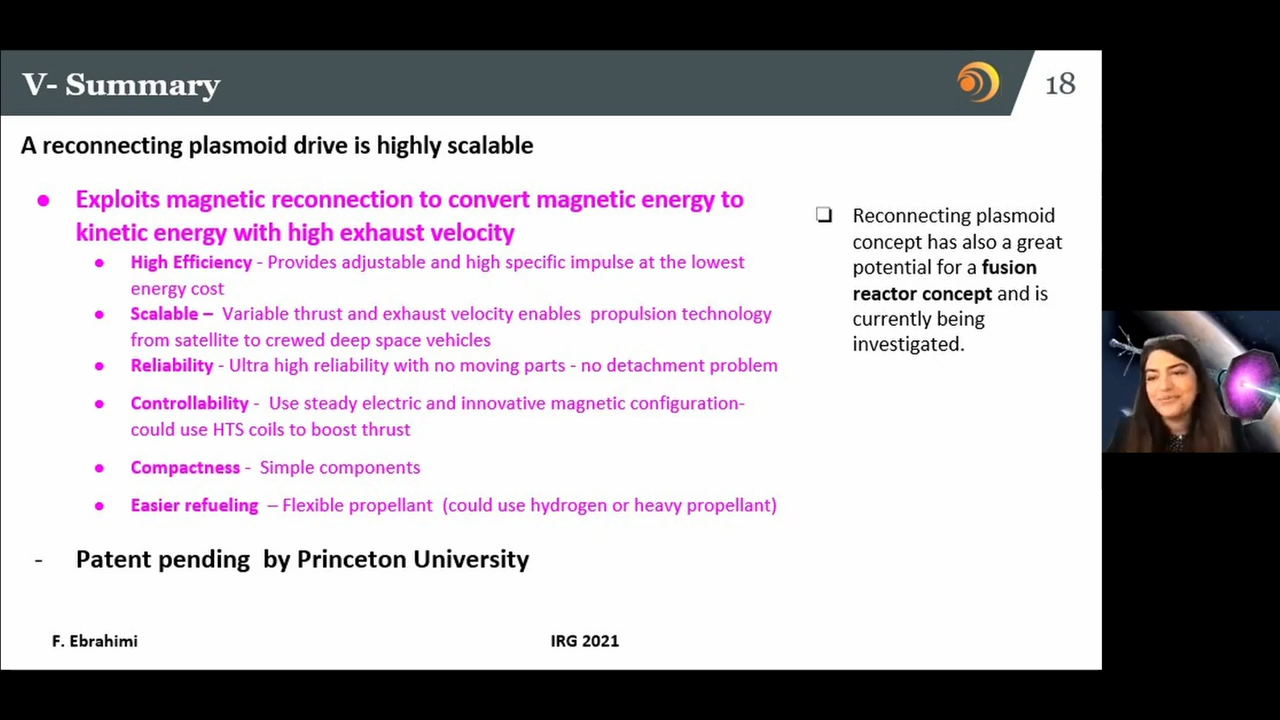 V- Summary
18
A reconnecting plasmoid drive is highly scalable
● Exploits magnetic reconnection to convert magnetic energy to
kinetic energy with high exhaust velocity
● High Efficiency - Provides adjustable and high specific impulse at the lowest
energy cost
● Scalable – Variable thrust and exhaust velocity enables propulsion technology
from satellite to crewed deep space vehicles
● Reliability - Ultra high reliability with no moving parts - no detachment problem
● Controllability - Use steady electric and innovative magnetic configuration-
could use HTS coils to boost thrust
● Compactness - Simple components
● Easier refueling – Flexible propellant (could use hydrogen or heavy propellant)
- Patent pending by Princeton University
❑ Reconnecting plasmoid
concept has also a great
potential for a fusion
reactor concept and is
currently being
investigated.
F. Ebrahimi
IRG 2021